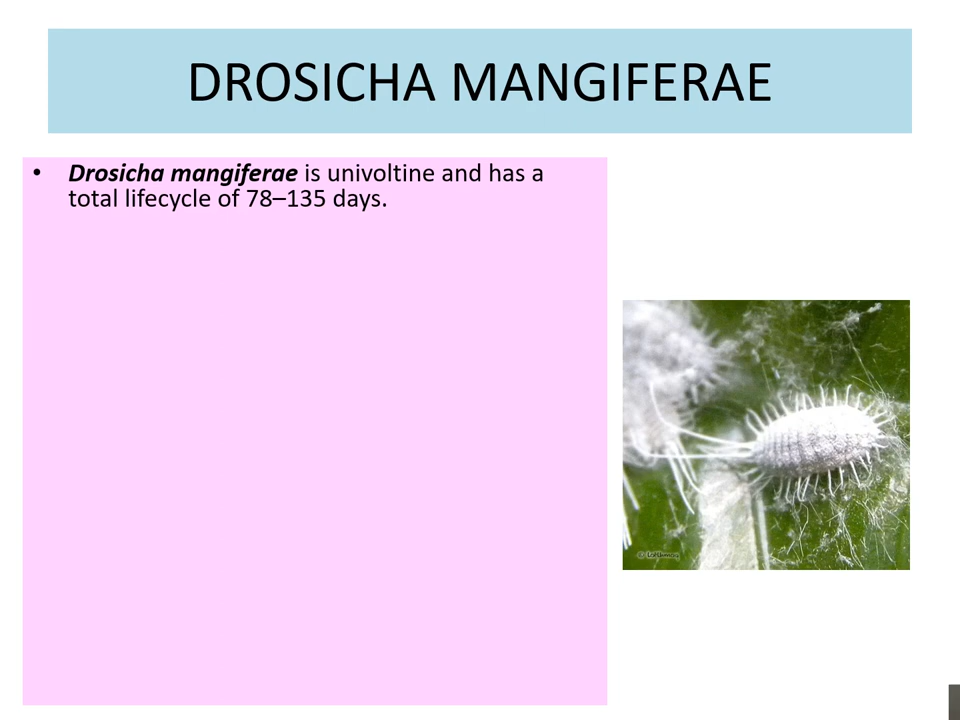 DROSICHA MANGIFERAE
• Drosicha mangiferae is univoltine and has a
total lifecycle of 78–135 days.